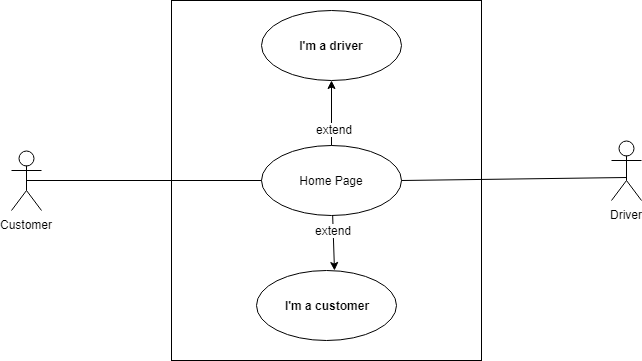 I'm a driver
extend
Home Page
Customer
Driver
extend
I'm a customer